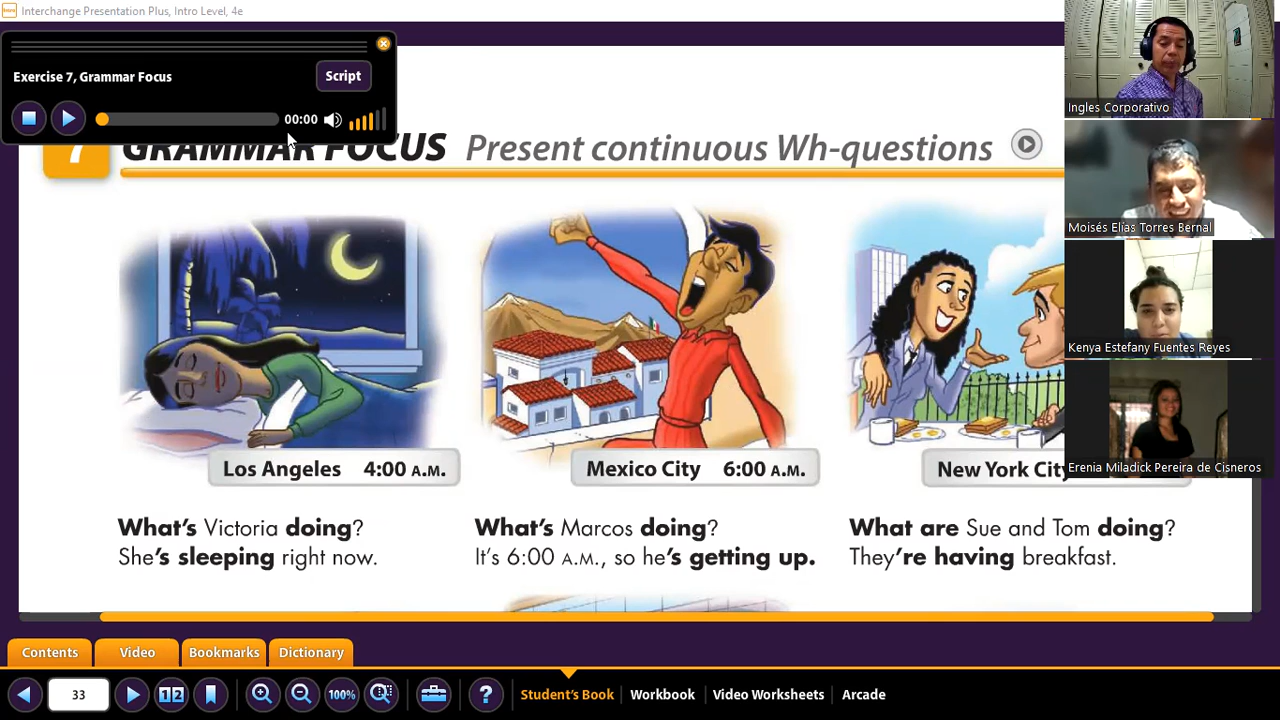 Interchange Presentation Plus, Intro Level, 4e
Exercise 7, Grammar Focus
Script
00:00
7 GRAMMAR FOCUS Present continuous Wh-questions
Los Angeles 4:00 A.M.
Mexico City 6:00 A.M.
New York City
What's Victoria doing?
She's sleeping right now.
What's Marcos doing?
It's 6:00 A.M., so he's getting up.
What are Sue and Tom doing?
They're having breakfast.
Ingles Corporativo
Moisés Elías Torres Bernal
Kenya Estefany Fuentes Reyes
Erenia Miladick Pereira de Cisneros
Contents
Video
Bookmarks
Dictionary
33
1 2
100%
?
Student's Book
Workbook
Video Worksheets
Arcade